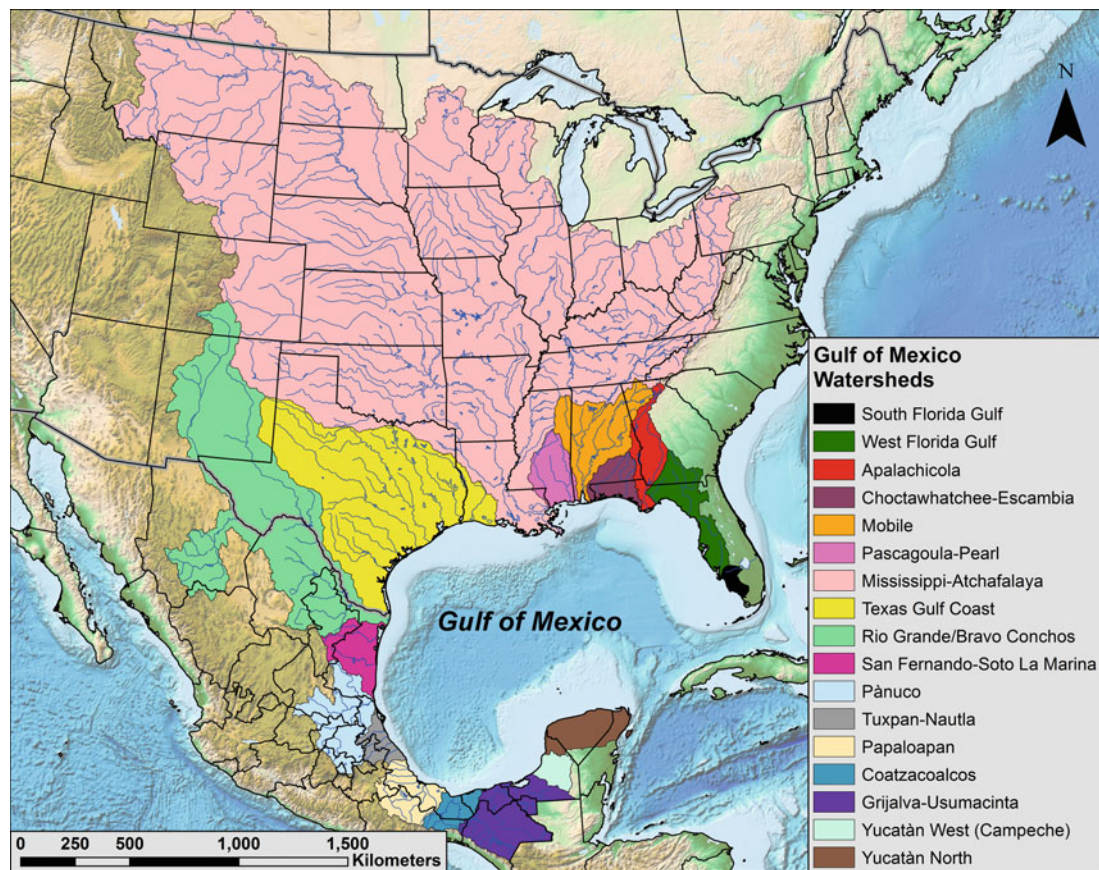 N
Gulf of Mexico
Gulf of Mexico
Watersheds
South Florida Gulf
West Florida Gulf
Apalachicola
Choctawhatchee-Escambia
Mobile
Pascagoula-Pearl
Mississippi-Atchafalaya
Texas Gulf Coast
Rio Grande/Bravo Conchos
San Fernando-Soto La Marina
Pànuco
Tuxpan-Nautla
Papaloapan
Coatzacoalcos
Grijalva-Usumacinta
Yucatàn West (Campeche)
Yucatàn North
0 250 500 1,000 1,500
Kilometers